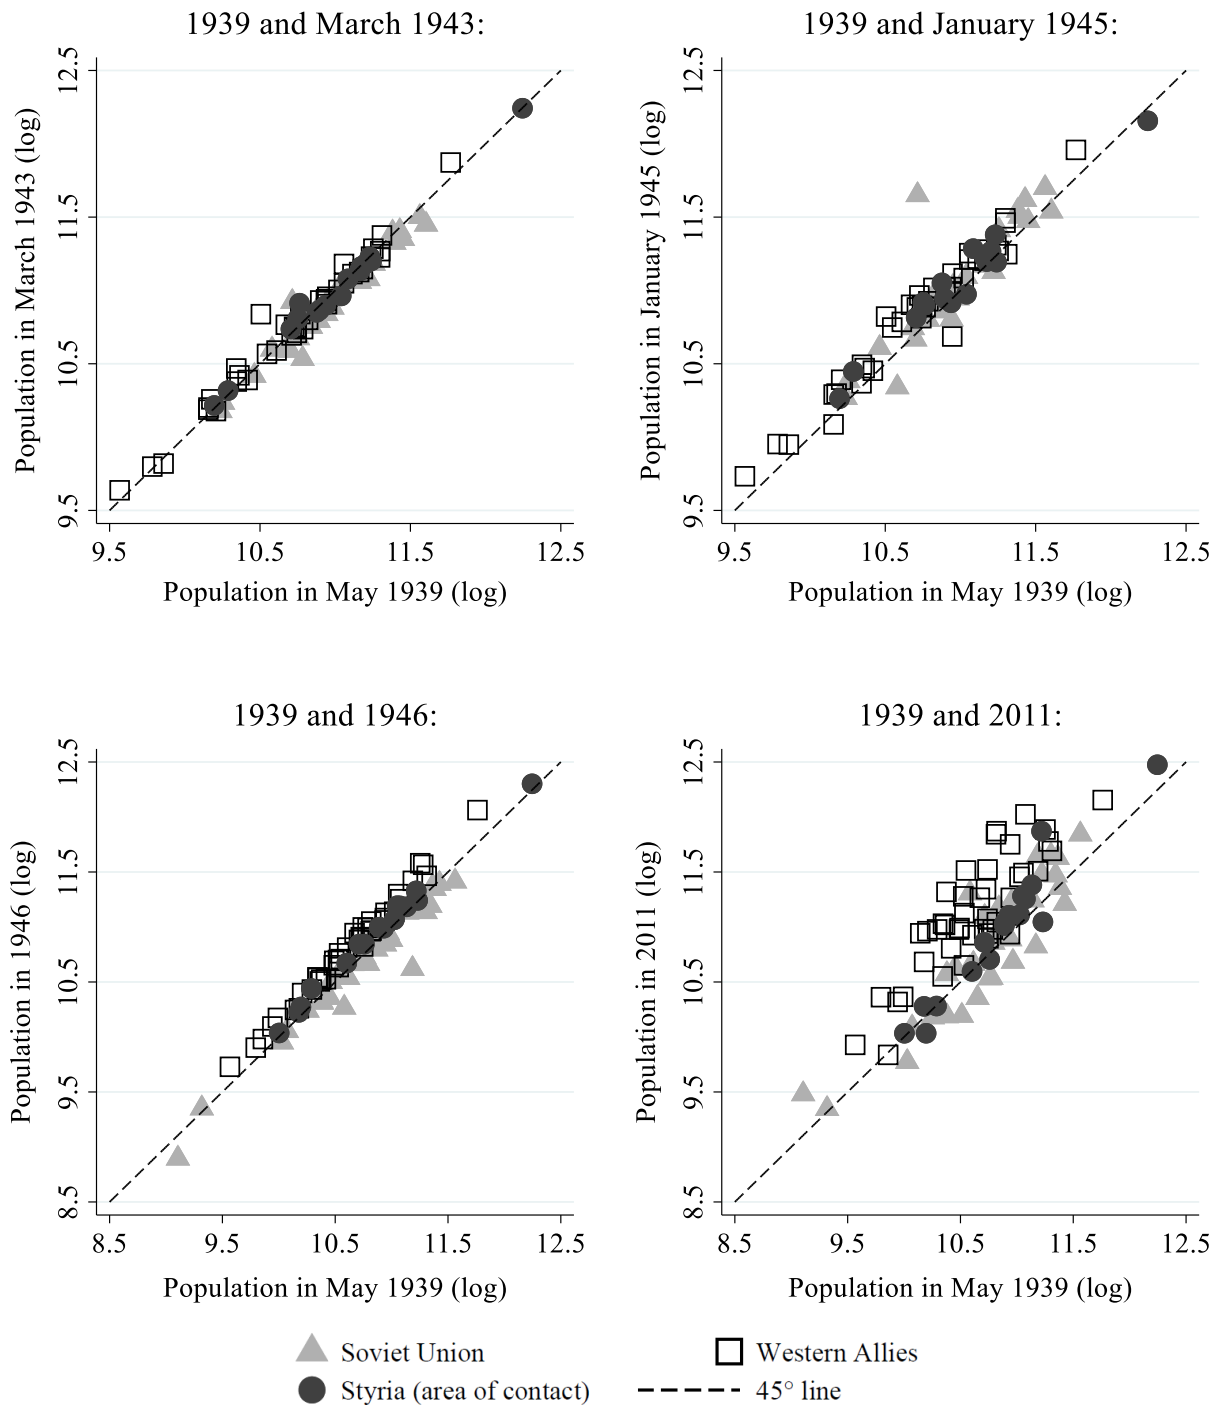 1939 and March 1943:
12.5
11.5
10.5
9.5
Population in March 1943 (log)
9.5 10.5 11.5 12.5
Population in May 1939 (log)
1939 and January 1945:
12.5
11.5
10.5
9.5
Population in January 1945 (log)
9.5 10.5 11.5 12.5
Population in May 1939 (log)
1939 and 1946:
12.5
11.5
10.5
9.5
8.5
Population in 1946 (log)
8.5 9.5 10.5 11.5 12.5
Population in May 1939 (log)
1939 and 2011:
12.5
11.5
10.5
9.5
8.5
Population in 2011 (log)
8.5 9.5 10.5 11.5 12.5
Population in May 1939 (log)
Soviet Union
Western Allies
Styria (area of contact)
45° line